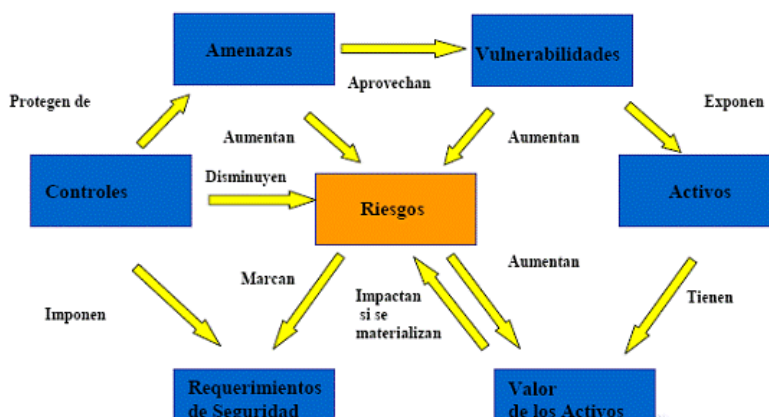 Amenazas
Vulnerabilidades
Aprovechan
Protegen de
Exponen
Aumentan
Aumentan
Controles
Disminuyen
Riesgos
Activos
Marcan
Aumentan
Imponen
Impactan
si se
materializan
Tienen
Requerimientos
de Seguridad
Valor
de los Activos